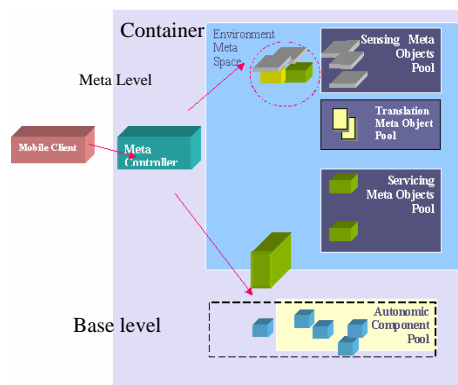 Container
Environment
Meta
Space
Sensing Meta
Objects
Pool
Meta Level
Translation
Meta Object
Pool
Mobile Client
Meta
Controller
Servicing
Meta Objects
Pool
Base level
Autonomic
Component
Pool